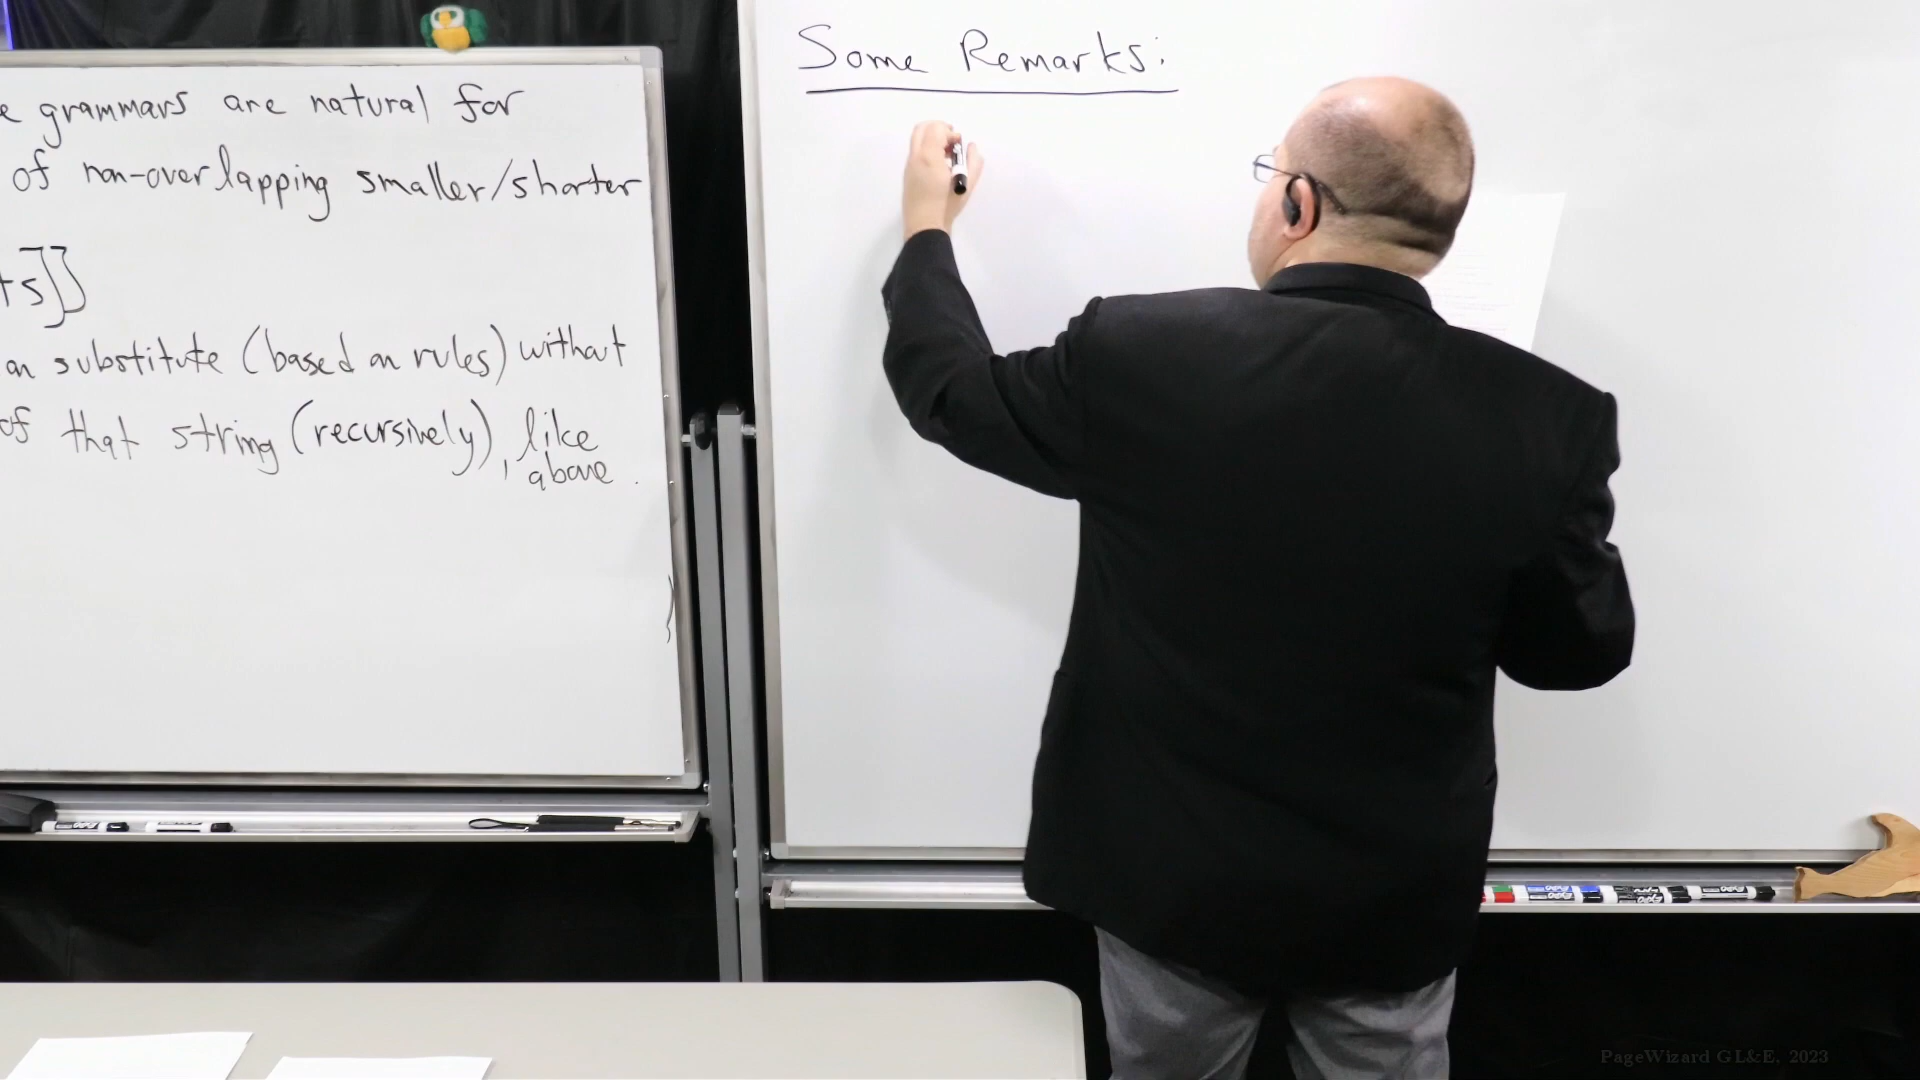 e grammars are natural for
of non-overlapping smaller/shorter
ts]]
an substitute (based on rules) without
of that string (recursively), like
above.
Some Remarks:
EXPO
PageWizard GL&E, 2023